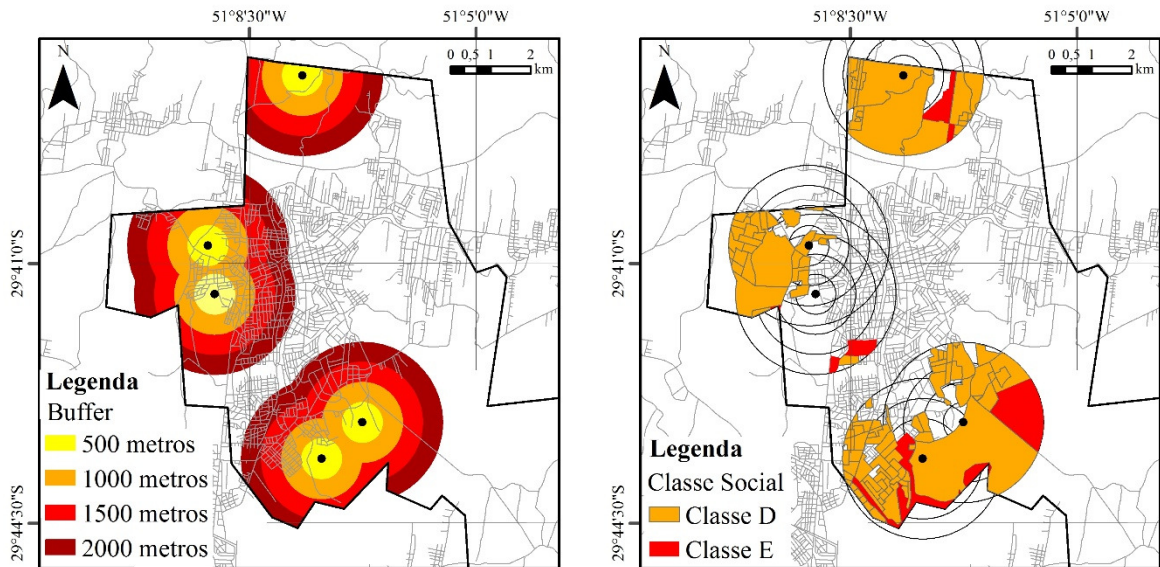 51°8'30"W 51°5'0"W
N
0 0,5 1 2
km
29°41'0"S
29°44'30"S
Legenda
Buffer
500 metros
1000 metros
1500 metros
2000 metros
51°8'30"W 51°5'0"W
N
0 0,5 1 2
km
29°41'0"S
29°44'30"S
Legenda
Classe Social
Classe D
Classe E